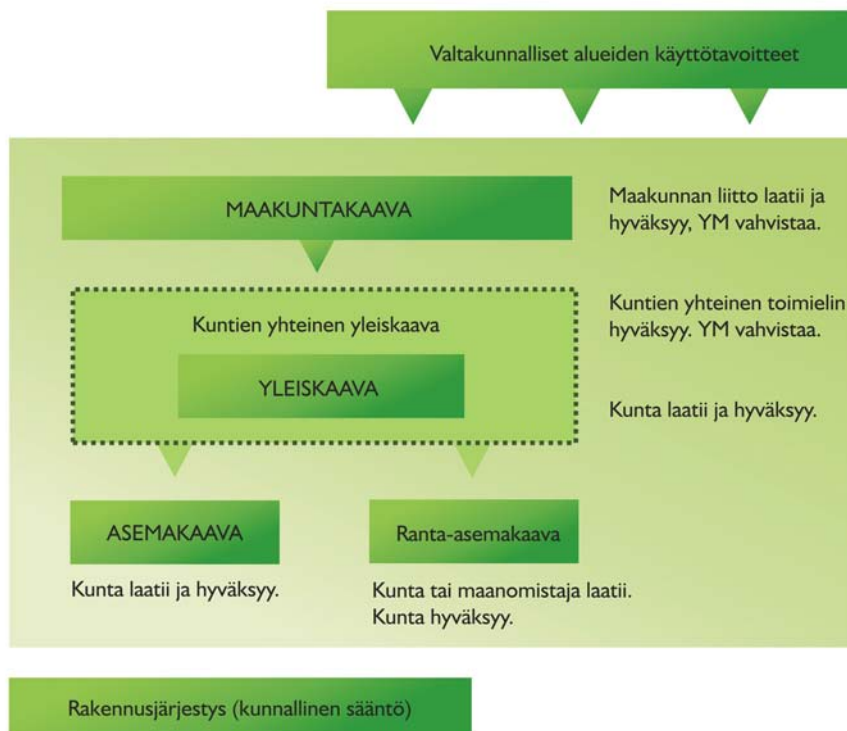 Valtakunnalliset alueiden käyttötavoitteet
MAAKUNTAKAAVA
Maakunnan liitto laatii ja
hyväksyy, YM vahvistaa.
Kuntien yhteinen yleiskaava
Kuntien yhteinen toimielin
hyväksyy. YM vahvistaa.
YLEISKAAVA
Kunta laatii ja hyväksyy.
ASEMAKAAVA
Kunta laatii ja hyväksyy.
Ranta-asemakaava
Kunta tai maanomistaja laatii.
Kunta hyväksyy.
Rakennusjärjestys (kunnallinen sääntö)